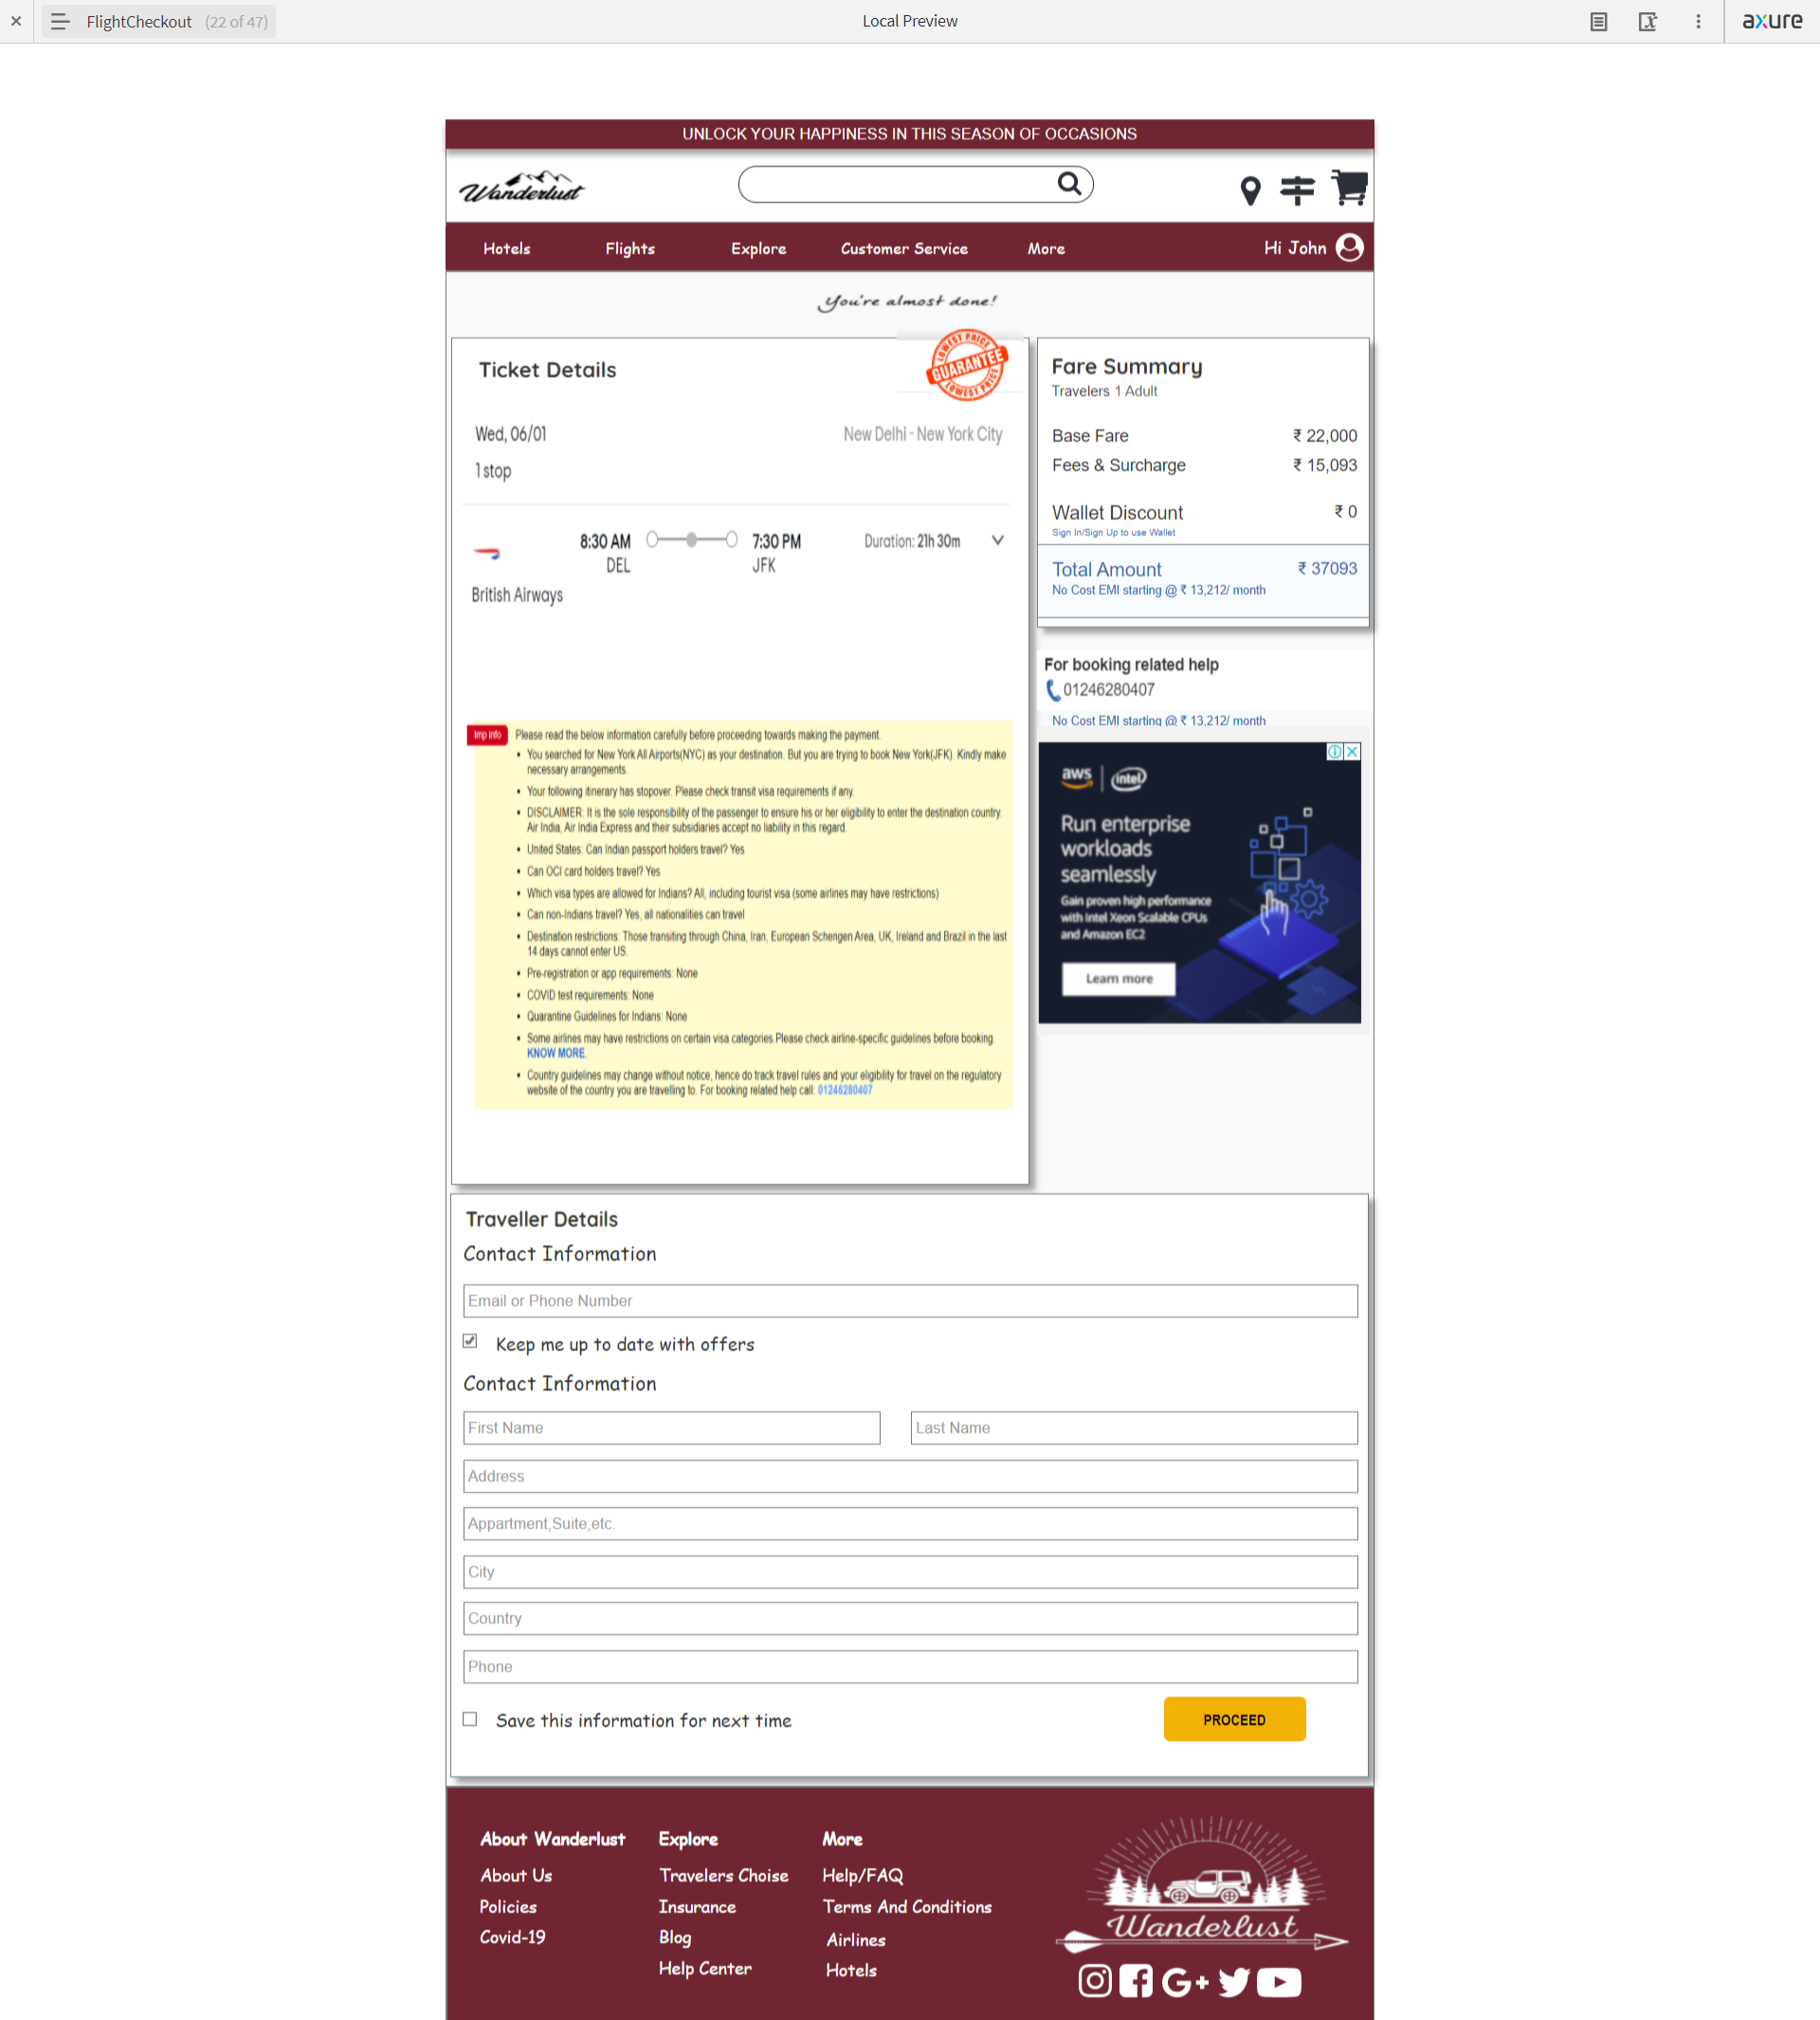 FlightCheckout (22 of 47)
Local Preview
axure
UNLOCK YOUR HAPPINESS IN THIS SEASON OF OCCASIONS
Wanderlust
Hotels Flights Explore Customer Service More Hi John
You're almost done!
Ticket Details
LOWEST PRICE
GUARANTEE
LOWEST PRICE
Wed, 06/01 New Delhi - New York City
1 stop
8:30 AM 7:30 PM Duration: 21h 30m
DEL JFK
British Airways
Imp info Please read the below information carefully before proceeding towards making the payment.
• You searched for New York All Airports(NYC) as your destination. But you are trying to book New York(JFK). Kindly make
necessary arrangements.
• Your following itinerary has stopover. Please check transit visa requirements if any.
• DISCLAIMER: It is the sole responsibility of the passenger to ensure his or her eligibility to enter the destination country.
Air India, Air India Express and their subsidiaries accept no liability in this regard.
• United States: Can Indian passport holders travel? Yes
• Can OCI card holders travel? Yes
• Which visa types are allowed for Indians? All, including tourist visa (some airlines may have restrictions)
• Can non-Indians travel? Yes, all nationalities can travel
• Destination restrictions: Those transiting through China, Iran, European Schengen Area, UK, Ireland and Brazil in the last
14 days cannot enter US.
• Pre-registration or app requirements: None
• COVID test requirements: None
• Quarantine Guidelines for Indians: None
• Some airlines may have restrictions on certain visa categories.Please check airline-specific guidelines before booking.
KNOW MORE
• Country guidelines may change without notice, hence do track travel rules and your eligibility for travel on the regulatory
website of the country you are travelling to. For booking related help call: 01246280407
Fare Summary
Travelers 1 Adult
Base Fare ₹ 22,000
Fees & Surcharge ₹ 15,093
Wallet Discount ₹ 0
Sign In/Sign Up to use Wallet
Total Amount ₹ 37093
No Cost EMI starting @ ₹ 13,212/ month
For booking related help
01246280407
No Cost EMI starting @ ₹ 13,212/ month
aws intel
Run enterprise
workloads
seamlessly
Gain proven high performance
with Intel Xeon Scalable CPUs
and Amazon EC2
Learn more
Traveller Details
Contact Information
Email or Phone Number
Keep me up to date with offers
Contact Information
First Name Last Name
Address
Appartment,Suite,etc.
City
Country
Phone
Save this information for next time PROCEED
About Wanderlust Explore More
About Us Travelers Choise Help/FAQ
Policies Insurance Terms And Conditions
Covid-19 Blog Airlines
Help Center Hotels
Wanderlust